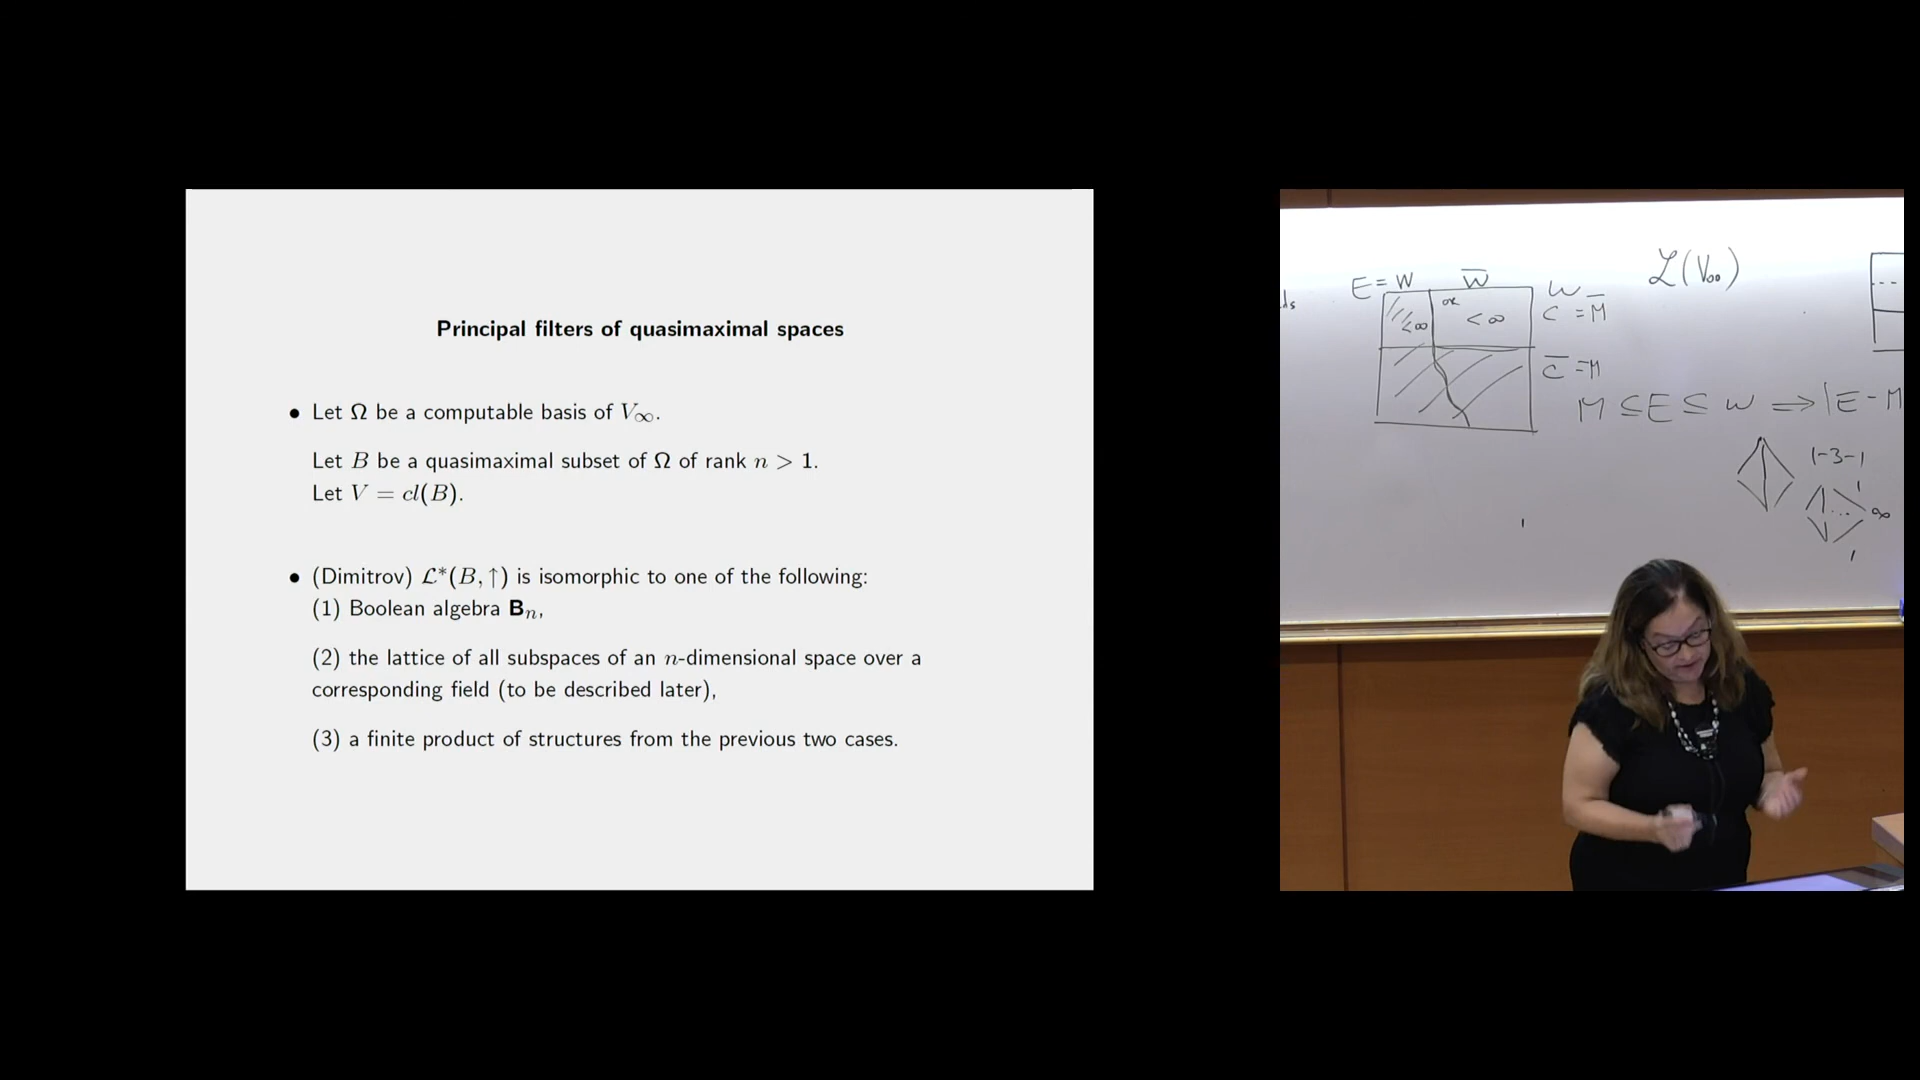 Principal filters of quasimaximal spaces
• Let Ω be a computable basis of V∞.
Let B be a quasimaximal subset of Ω of rank n > 1.
Let V = cl(B).
• (Dimitrov) 𝓛*(B, ↑) is isomorphic to one of the following:
(1) Boolean algebra Bₙ,
(2) the lattice of all subspaces of an n-dimensional space over a
corresponding field (to be described later),
(3) a finite product of structures from the previous two cases.
𝓛(V∞)
E = W W̅ ω
< ∞ < ∞ C = M̅
C̅ = M
M ⊆ E ⊆ ω ⟹ |E - M
1-3-1
1
... ∞
1